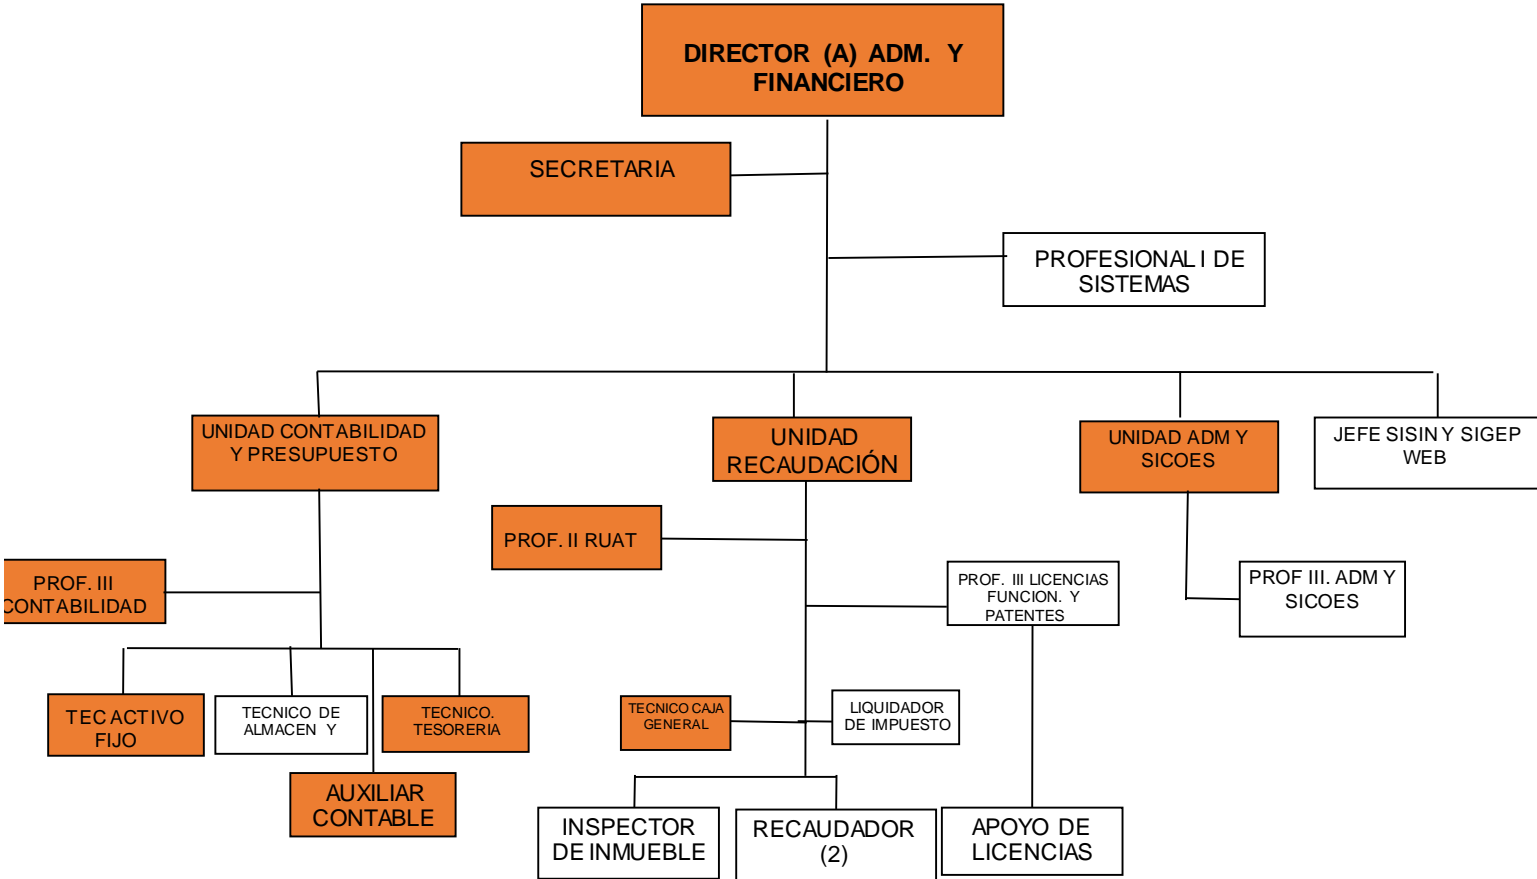 DIRECTOR (A) ADM. Y
FINANCIERO
SECRETARIA
PROFESIONAL I DE
SISTEMAS
UNIDAD CONTABILIDAD
Y PRESUPUESTO
UNIDAD
RECAUDACIÓN
UNIDAD ADM Y
SICOES
JEFE SISIN Y SIGEP
WEB
PROF. III
CONTABILIDAD
PROF. II RUAT
PROF. III LICENCIAS
FUNCION. Y
PATENTES
PROF III. ADM Y
SICOES
TEC ACTIVO
FIJO
TECNICO DE
ALMACEN Y
TECNICO.
TESORERIA
TECNICO CAJA
GENERAL
LIQUIDADOR
DE IMPUESTO
AUXILIAR
CONTABLE
INSPECTOR
DE INMUEBLE
RECAUDADOR
(2)
APOYO DE
LICENCIAS